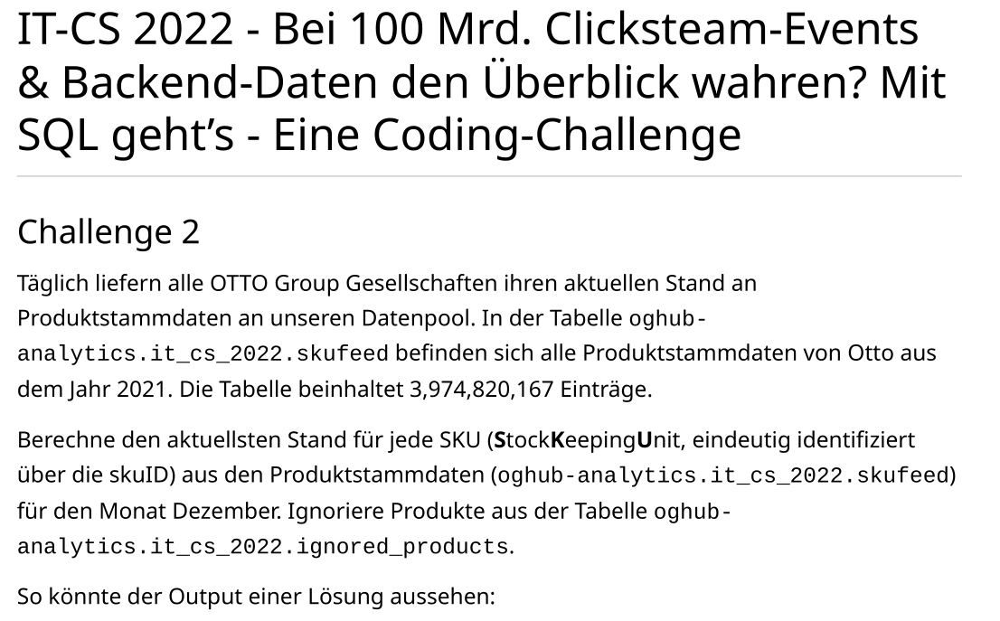 IT-CS 2022 - Bei 100 Mrd. Clicksteam-Events
& Backend-Daten den Überblick wahren? Mit
SQL geht’s - Eine Coding-Challenge
Challenge 2
Täglich liefern alle OTTO Group Gesellschaften ihren aktuellen Stand an
Produktstammdaten an unseren Datenpool. In der Tabelle oghub-
analytics.it_cs_2022.skufeed befinden sich alle Produktstammdaten von Otto aus
dem Jahr 2021. Die Tabelle beinhaltet 3,974,820,167 Einträge.
Berechne den aktuellsten Stand für jede SKU (StockKeepingUnit, eindeutig identifiziert
über die skuID) aus den Produktstammdaten (oghub-analytics.it_cs_2022.skufeed)
für den Monat Dezember. Ignoriere Produkte aus der Tabelle oghub-
analytics.it_cs_2022.ignored_products.
So könnte der Output einer Lösung aussehen: